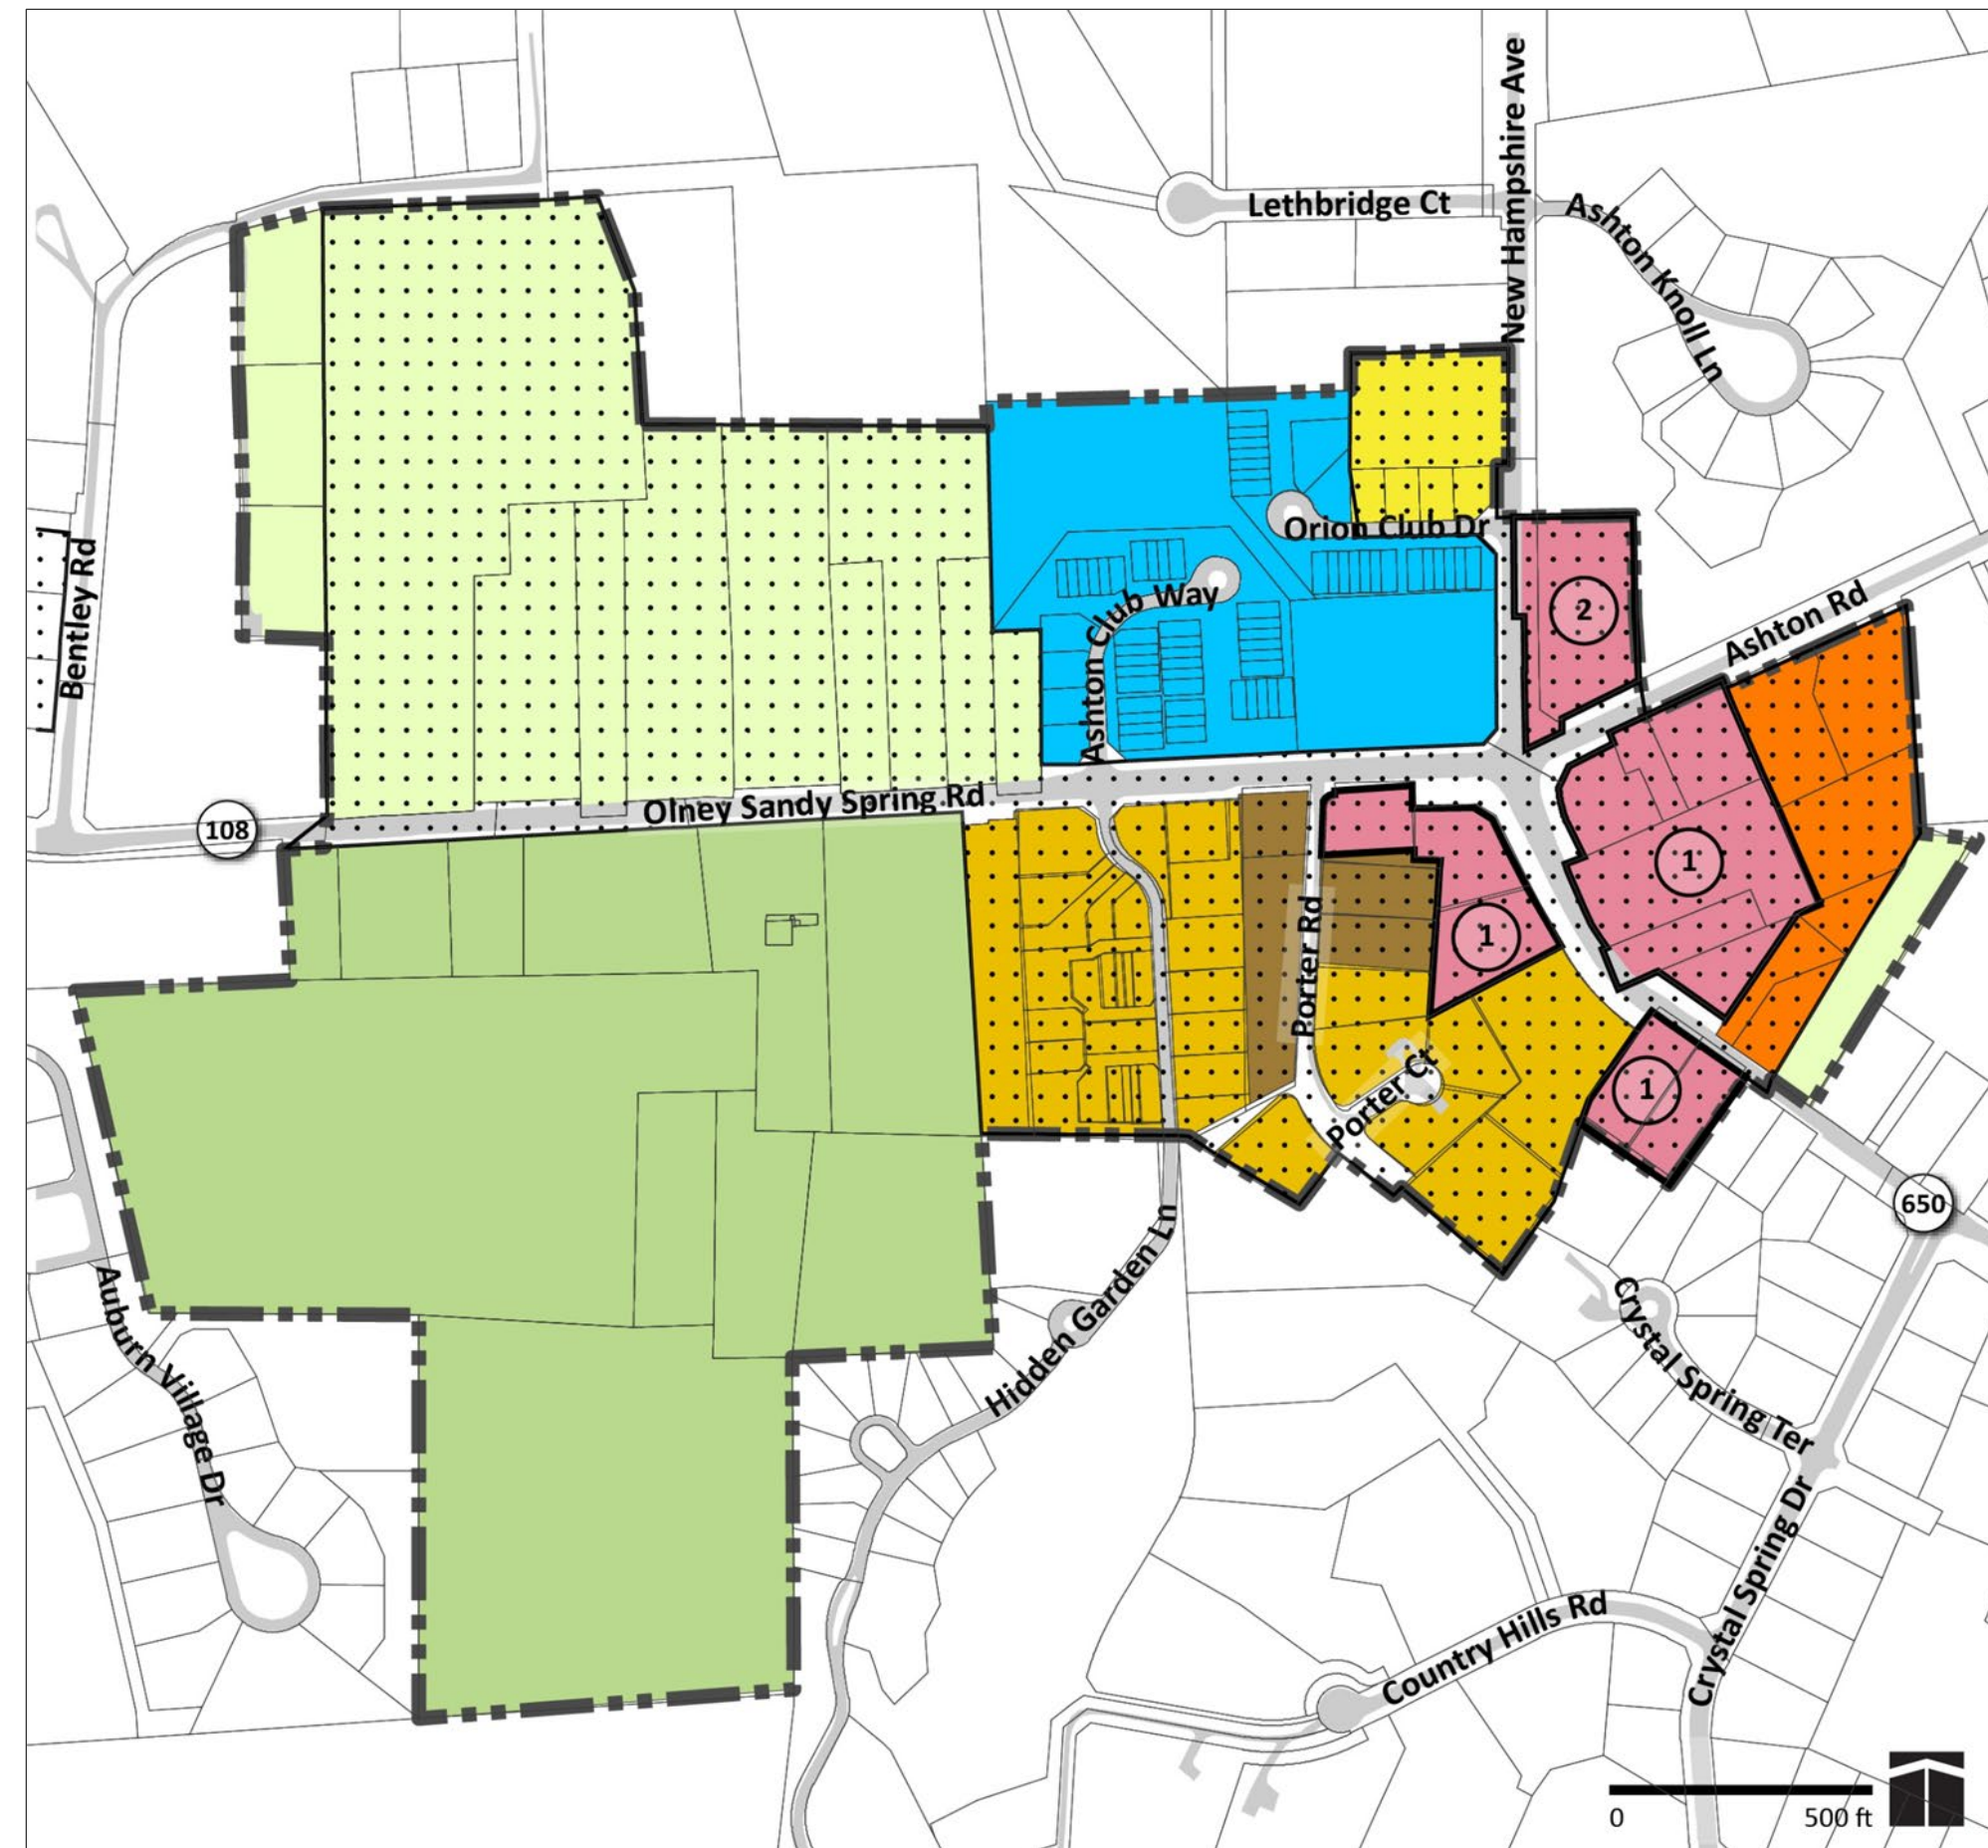 New Hampshire Ave
Lethbridge Ct
Ashton Knoll Ln
Orion Club Dr
Bentley Rd
Ashton Club Way
2
Ashton Rd
108
Olney Sandy Spring Rd
1
Porter Rd
1
Porter Ct
1
650
Hidden Garden Ln
Auburn Village Dr
Crystal Spring Ter
Crystal Spring Dr
Country Hills Rd
0 500 ft